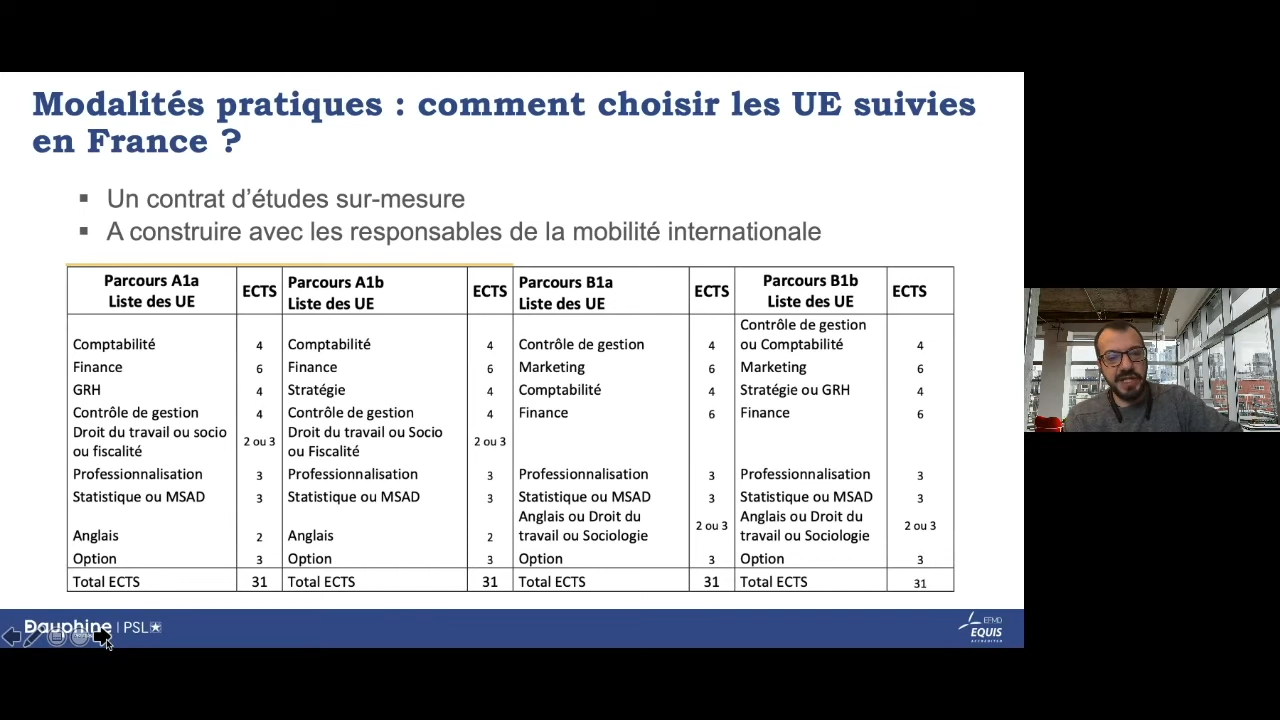 Modalités pratiques : comment choisir les UE suivies
en France ?
▪ Un contrat d’études sur-mesure
▪ A construire avec les responsables de la mobilité internationale
Parcours A1a
Liste des UE
ECTS
Parcours A1b
Liste des UE
ECTS
Parcours B1a
Liste des UE
ECTS
Parcours B1b
Liste des UE
ECTS
Comptabilité 4 Comptabilité 4 Contrôle de gestion 4 Contrôle de gestion
ou Comptabilité 4
Finance 6 Finance 6 Marketing 6 Marketing 6
GRH 4 Stratégie 4 Comptabilité 4 Stratégie ou GRH 4
Contrôle de gestion 4 Contrôle de gestion 4 Finance 6 Finance 6
Droit du travail ou socio
ou fiscalité 2 ou 3
Droit du travail ou Socio
ou Fiscalité 2 ou 3
Professionnalisation 3 Professionnalisation 3 Professionnalisation 3 Professionnalisation 3
Statistique ou MSAD 3 Statistique ou MSAD 3 Statistique ou MSAD 3 Statistique ou MSAD 3
Anglais 2 Anglais 2
Anglais ou Droit du
travail ou Sociologie 2 ou 3
Anglais ou Droit du
travail ou Sociologie 2 ou 3
Option 3 Option 3 Option 3 Option 3
Total ECTS 31 Total ECTS 31 Total ECTS 31 Total ECTS 31
Dauphine | PSL
EFMD
EQUIS
ACCREDITED